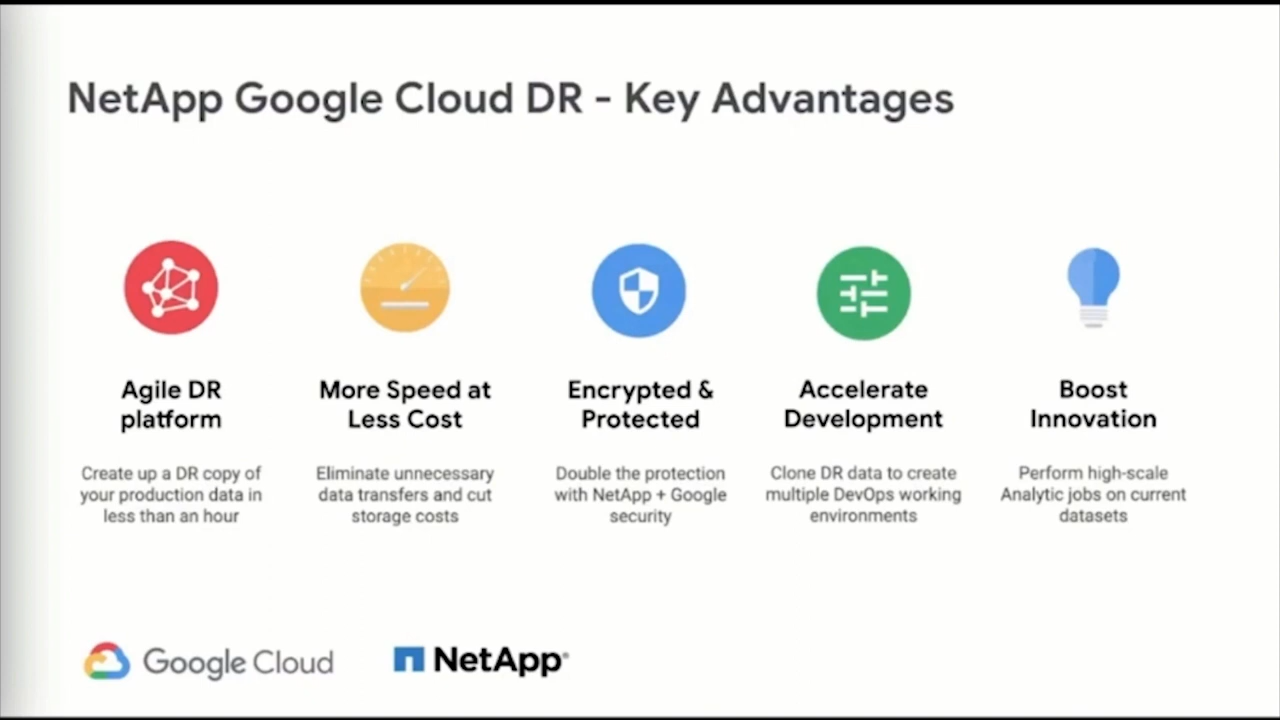 NetApp Google Cloud DR - Key Advantages
Agile DR
platform
Create up a DR copy of
your production data in
less than an hour
More Speed at
Less Cost
Eliminate unnecessary
data transfers and cut
storage costs
Encrypted &
Protected
Double the protection
with NetApp + Google
security
Accelerate
Development
Clone DR data to create
multiple DevOps working
environments
Boost
Innovation
Perform high-scale
Analytic jobs on current
datasets
Google Cloud
NetApp®